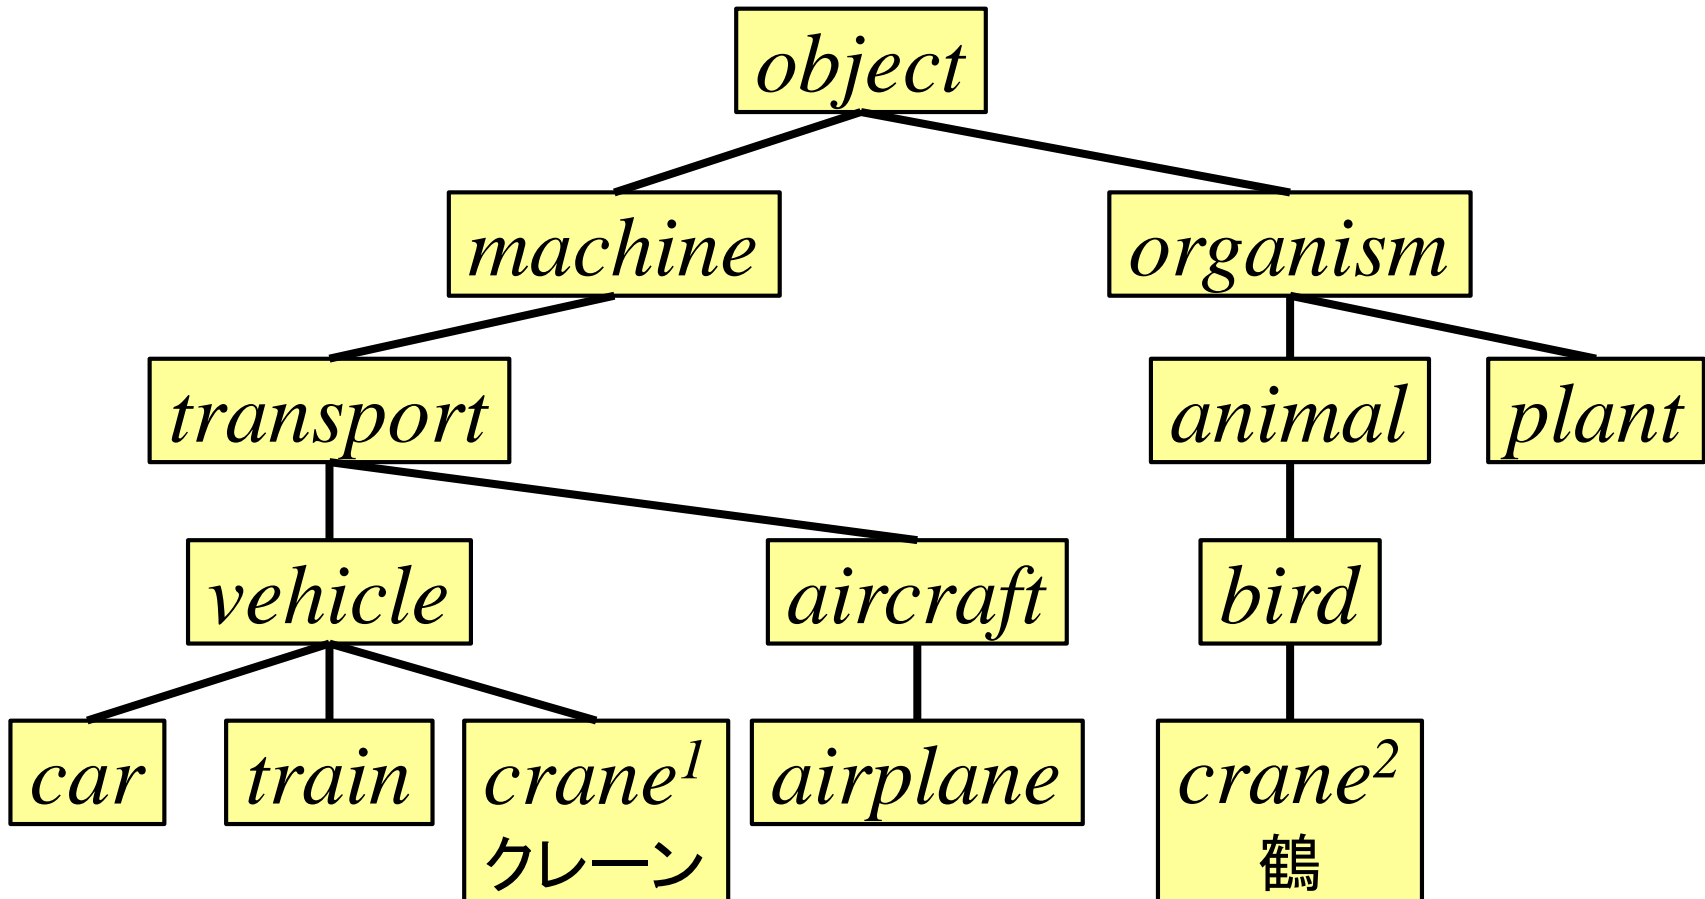 object
machine
organism
transport
animal
plant
vehicle
aircraft
bird
car
train
crane¹
クレーン
airplane
crane²
鶴